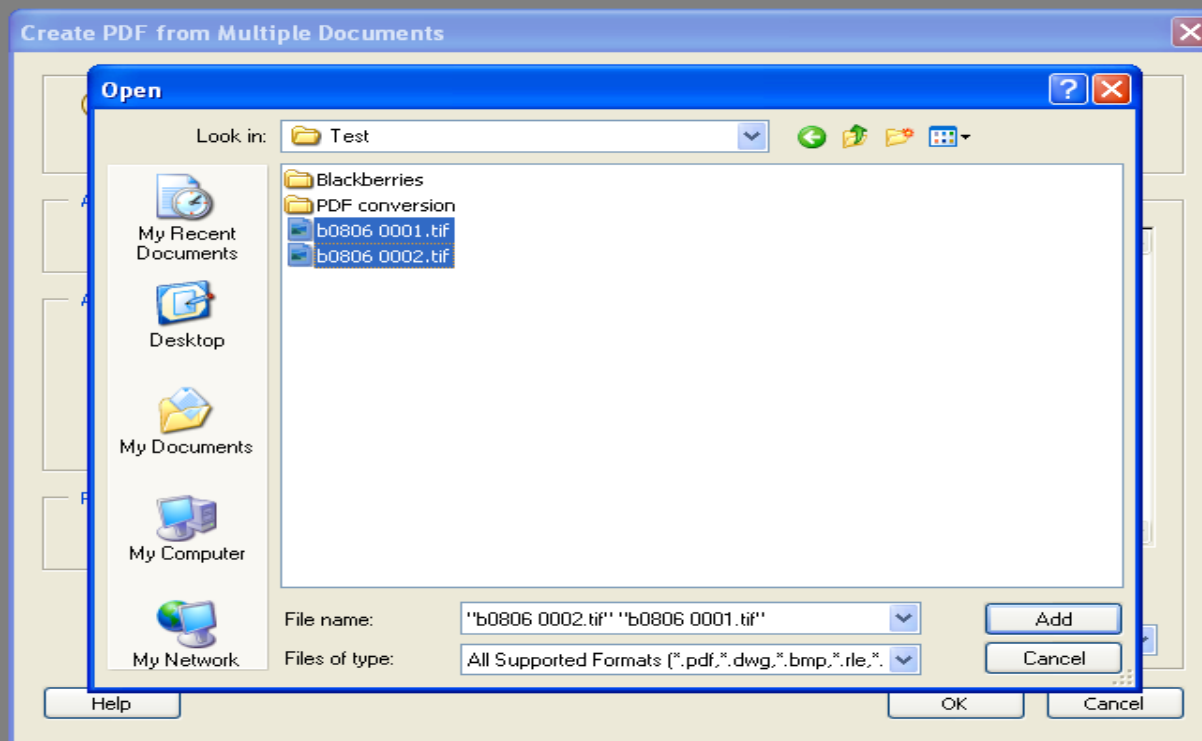 Create PDF from Multiple Documents
Open
Look in: Test
My Recent Documents
Desktop
My Documents
My Computer
My Network
Blackberries
PDF conversion
b0806 0001.tif
b0806 0002.tif
File name: "b0806 0002.tif" "b0806 0001.tif"
Add
Files of type: All Supported Formats (*.pdf,*.dwg,*.bmp,*.rle,*.
Cancel
Help
OK
Cancel